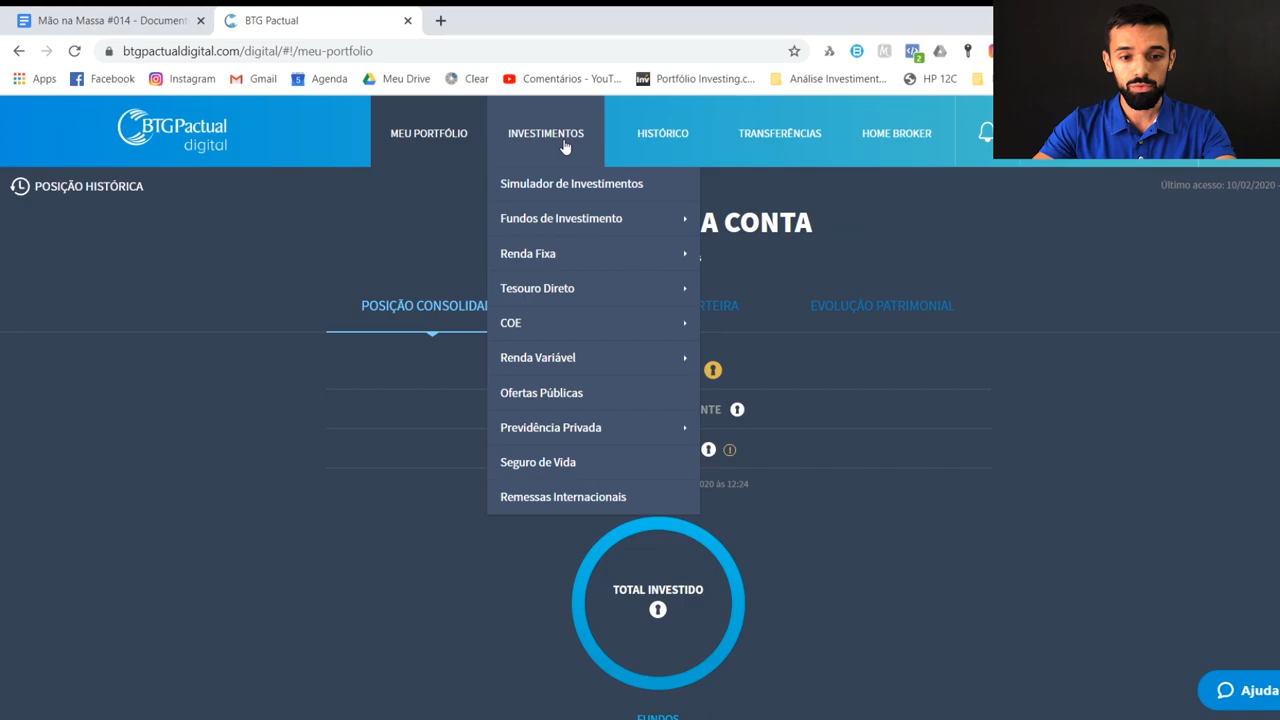 Mão na Massa #014 - Document
BTG Pactual
btgpactualdigital.com/digital/#!/meu-portfolio
2
Apps
Facebook
Instagram
Gmail
Agenda
Meu Drive
Clear
Comentários - YouT...
Portfólio Investing.c...
Análise Investiment...
HP 12C
BTGPactual
digital
MEU PORTFÓLIO
INVESTIMENTOS
HISTÓRICO
TRANSFERÊNCIAS
HOME BROKER
POSIÇÃO HISTÓRICA
Último acesso: 10/02/2020 -
Simulador de Investimentos
Fundos de Investimento
Renda Fixa
Tesouro Direto
COE
Renda Variável
Ofertas Públicas
Previdência Privada
Seguro de Vida
Remessas Internacionais
A CONTA
s
POSIÇÃO CONSOLIDA
RTEIRA
EVOLUÇÃO PATRIMONIAL
NTE
020 às 12:24
TOTAL INVESTIDO
FUNDOS
Ajuda